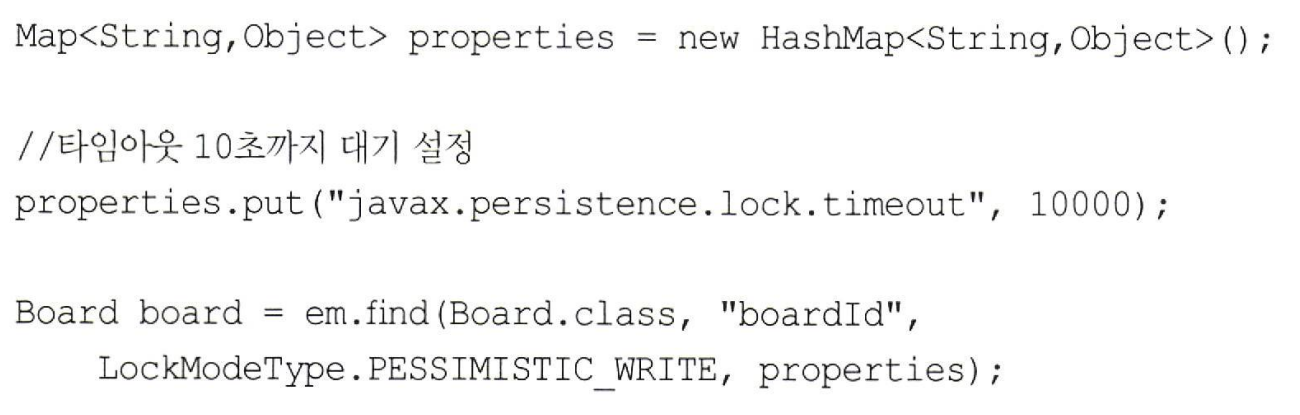 Map<String,Object> properties = new HashMap<String,Object>();
//타임아웃 10초까지 대기 설정
properties.put("javax.persistence.lock.timeout", 10000);
Board board = em.find(Board.class, "boardId",
LockModeType.PESSIMISTIC_WRITE, properties);